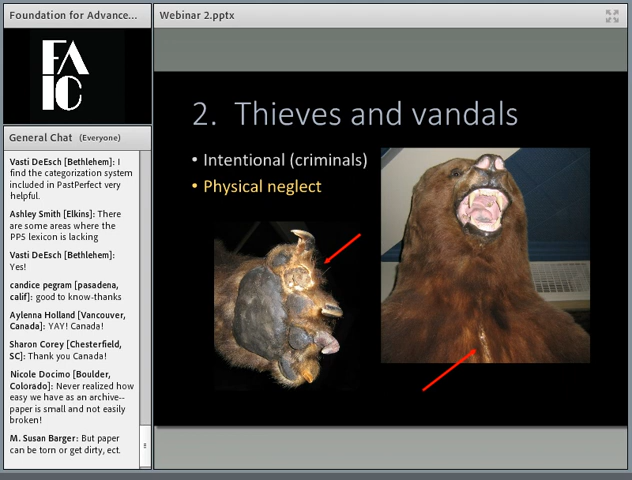 Foundation for Advance...
Webinar 2.pptx
FA
IC
General Chat (Everyone)
Vasti DeEsch [Bethlehem]: I
find the categorization system
included in PastPerfect very
helpful.
Ashley Smith [Elkins]: There
are some areas where the
PP5 lexicon is lacking
Vasti DeEsch [Bethlehem]:
Yes!
candice pegram [pasadena,
calif]: good to know-thanks
Aylenna Holland [Vancouver,
Canada]: YAY! Canada!
Sharon Corey [Chesterfield,
SC]: Thank you Canada!
Nicole Docimo [Boulder,
Colorado]: Never realized how
easy we have as an archive--
paper is small and not easily
broken!
M. Susan Barger: But paper
can be torn or get dirty, ect.
2. Thieves and vandals
• Intentional (criminals)
• Physical neglect